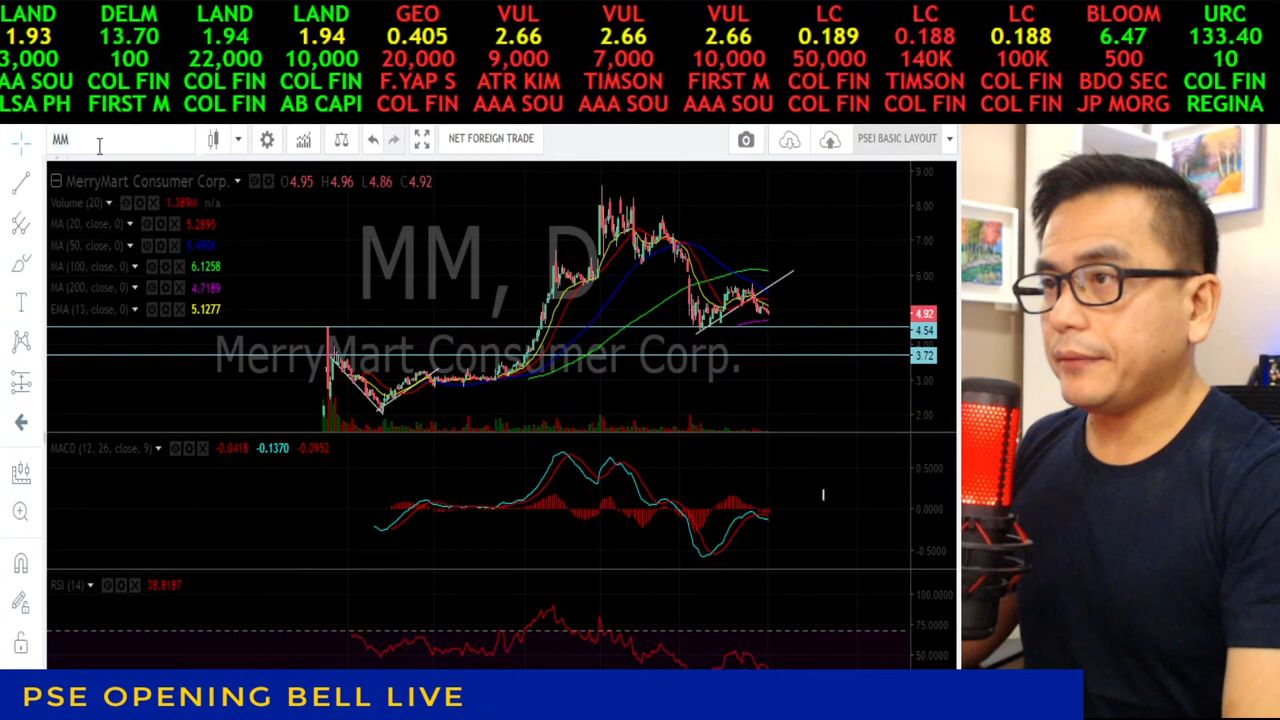 LAND DELM LAND LAND GEO VUL VUL VUL LC LC LC BLOOM URC
1.93 13.70 1.94 1.94 0.405 2.66 2.66 2.66 0.189 0.188 0.188 6.47 133.40
3,000 100 22,000 10,000 20,000 9,000 7,000 10,000 50,000 140K 100K 500 10
AA SOU COL FIN COL FIN COL FIN F.YAP S ATR KIM TIMSON FIRST M COL FIN TIMSON COL FIN BDO SEC COL FIN
LSA PH FIRST M COL FIN AB CAPI COL FIN AAA SOU AAA SOU AAA SOU COL FIN COL FIN COL FIN JP MORG REGINA
MM NET FOREIGN TRADE PSEI BASIC LAYOUT
MerryMart Consumer Corp. O4.95 H4.96 L4.86 C4.92
Volume (20) 1.389M n/a
MA (20, close, 0) 5.2895
MA (50, close, 0)
MA (100, close, 0) 6.1258
MA (200, close, 0) 4.7189
EMA (13, close, 0) 5.1277
MM, D
MerryMart Consumer Corp.
9.00
8.00
7.00
6.00
5.00
4.92
4.54
4.00
3.72
3.00
2.00
MACD (12, 26, close, 9) -0.0418 -0.1370 -0.0952
0.5000
0.0000
-0.5000
RSI (14) 38.8187
100.0000
75.0000
50.0000
PSE OPENING BELL LIVE